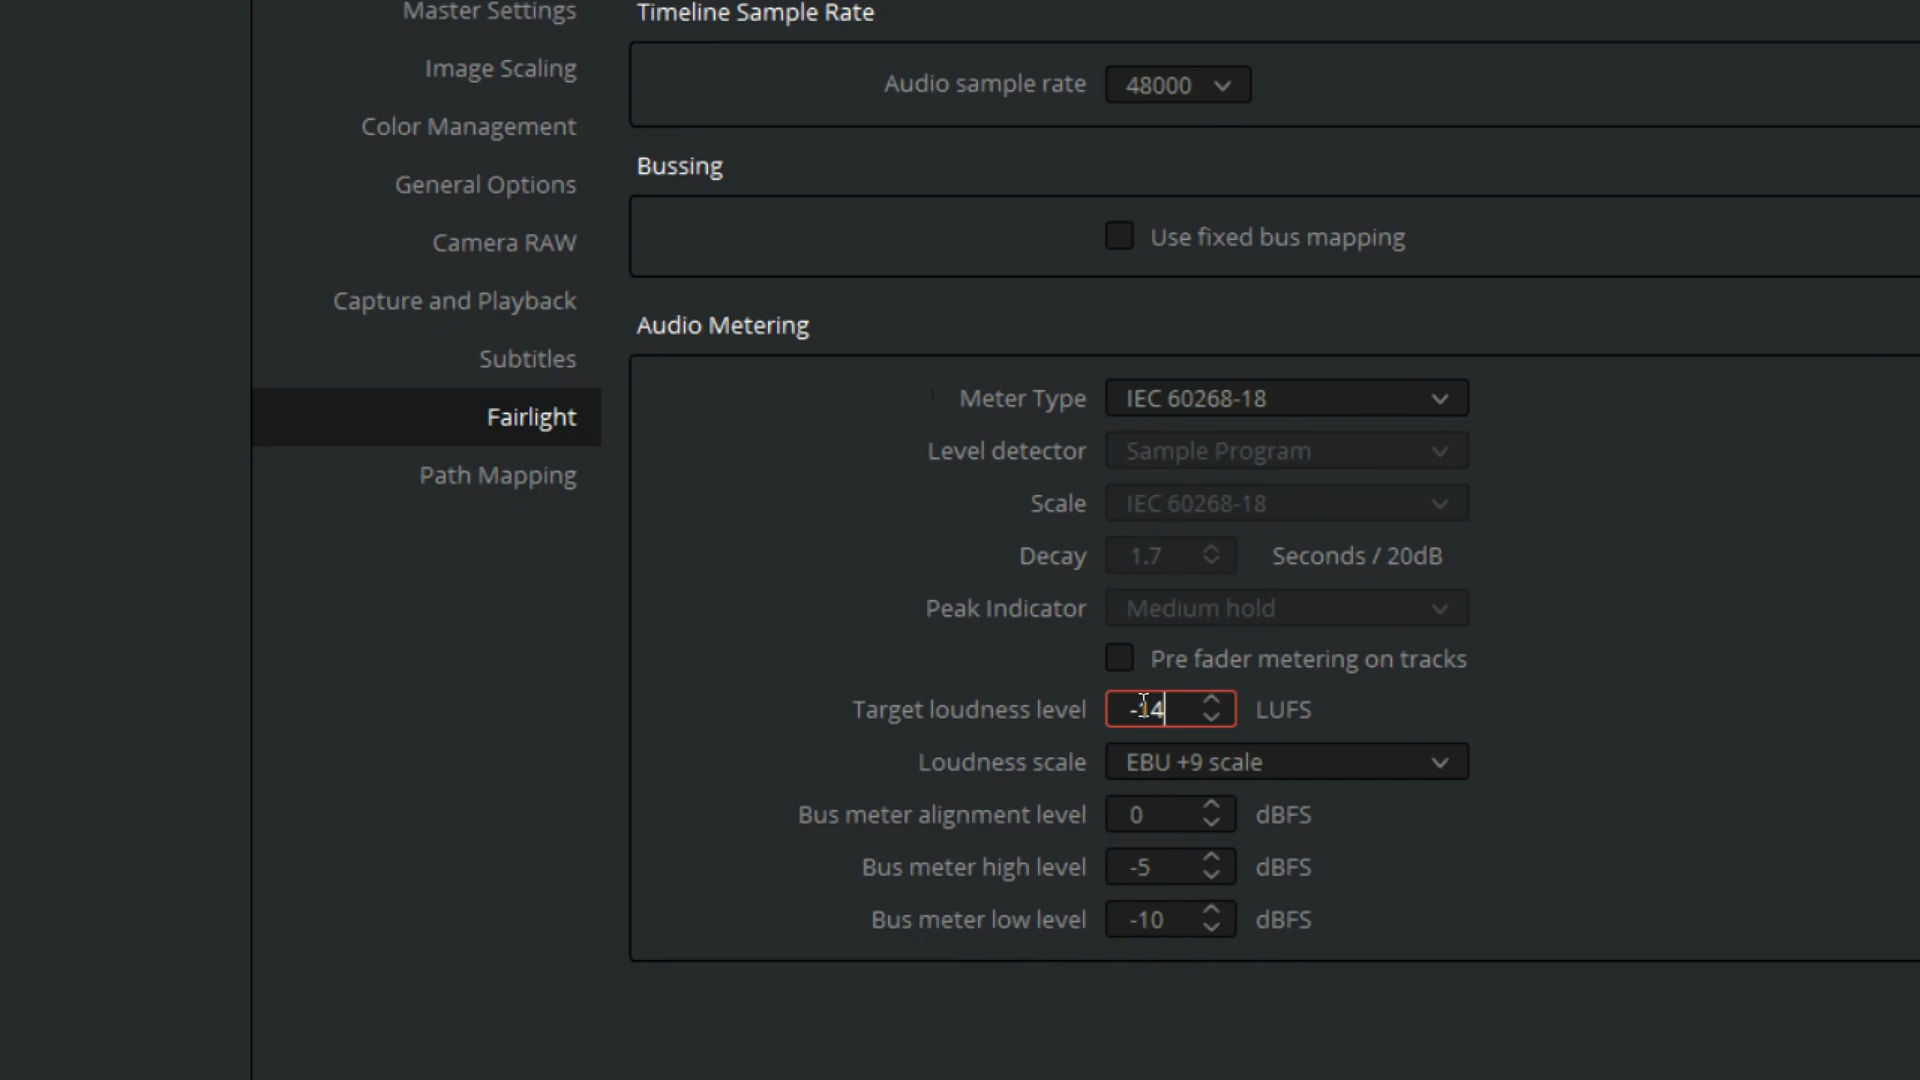 Master Settings
Image Scaling
Color Management
General Options
Camera RAW
Capture and Playback
Subtitles
Fairlight
Path Mapping
Timeline Sample Rate
Audio sample rate 48000
Bussing
Use fixed bus mapping
Audio Metering
Meter Type IEC 60268-18
Level detector Sample Program
Scale IEC 60268-18
Decay 1.7 Seconds / 20dB
Peak Indicator Medium hold
Pre fader metering on tracks
Target loudness level -14 LUFS
Loudness scale EBU +9 scale
Bus meter alignment level 0 dBFS
Bus meter high level -5 dBFS
Bus meter low level -10 dBFS